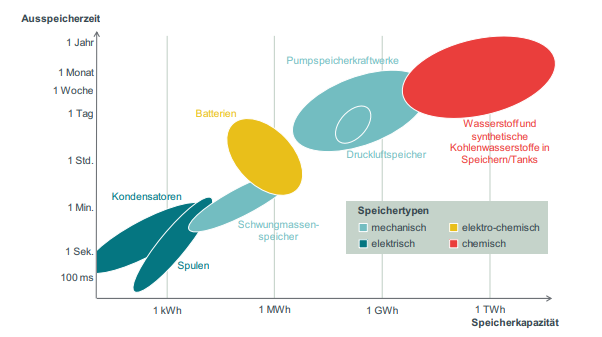 Ausspeicherzeit
1 Jahr
1 Monat
1 Woche
1 Tag
1 Std.
1 Min.
1 Sek.
100 ms
Pumpspeicherkraftwerke
Batterien
Druckluftspeicher
Wasserstoff und
synthetische
Kohlenwasserstoffe in
Speichern/Tanks
Kondensatoren
Schwungmassen-
speicher
Spulen
Speichertypen
mechanisch
elektro-chemisch
elektrisch
chemisch
1 kWh
1 MWh
1 GWh
1 TWh
Speicherkapazität